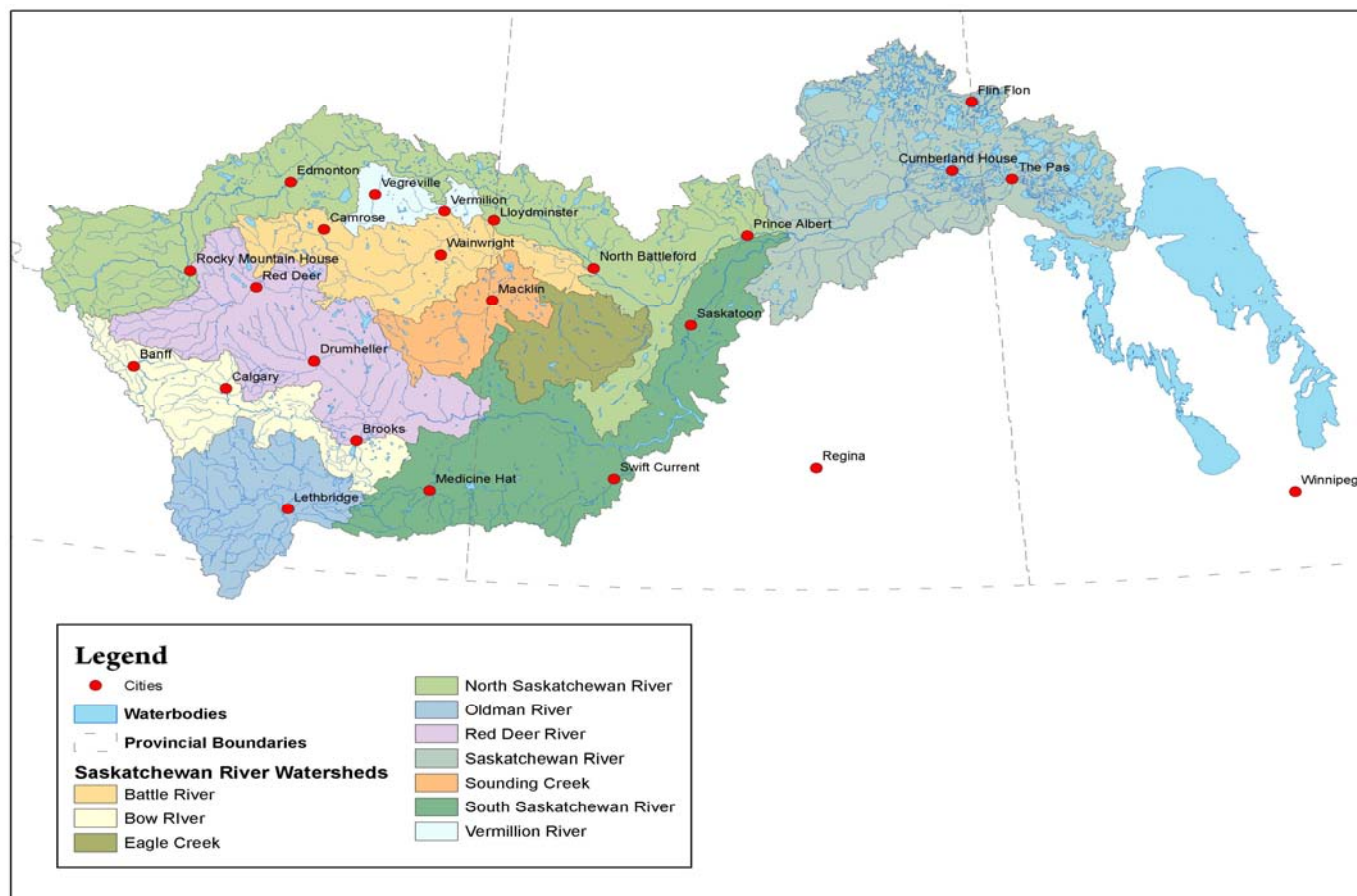 Flin Flon
Cumberland House
The Pas
Edmonton
Vegreville
Vermilion
Lloydminster
Camrose
Prince Albert
Wainwright
North Battleford
Rocky Mountain House
Red Deer
Macklin
Saskatoon
Banff
Drumheller
Calgary
Brooks
Regina
Swift Current
Medicine Hat
Winnipeg
Lethbridge
Legend
Cities
Waterbodies
Provincial Boundaries
Saskatchewan River Watersheds
Battle River
Bow RIver
Eagle Creek
North Saskatchewan River
Oldman River
Red Deer River
Saskatchewan River
Sounding Creek
South Saskatchewan River
Vermillion River